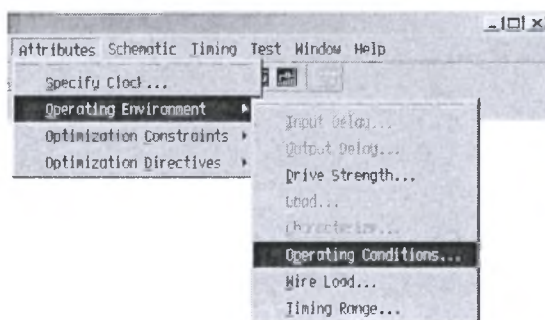 Attributes Schematic Timing Test Window Help
Specify Clock...
Operating Environment
Optimization Constraints
Optimization Directives
Input Delay...
Output Delay...
Drive Strength...
Load...
Characterize...
Operating Conditions...
Wire Load...
Timing Range...